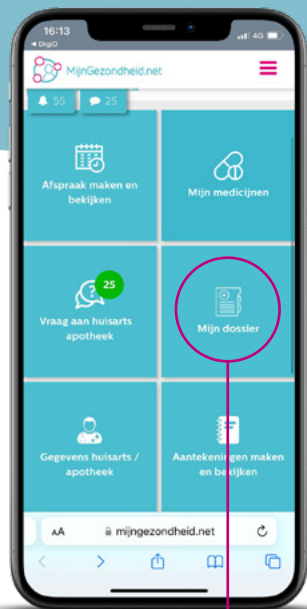 16:13
4G
DigiD
MijnGezondheid.net
55
25
Afspraak maken en
bekijken
Mijn medicijnen
25
Vraag aan huisarts
apotheek
Mijn dossier
Gegevens huisarts /
apotheek
Aantekeningen maken
en bekijken
AA
mijngezondheid.net